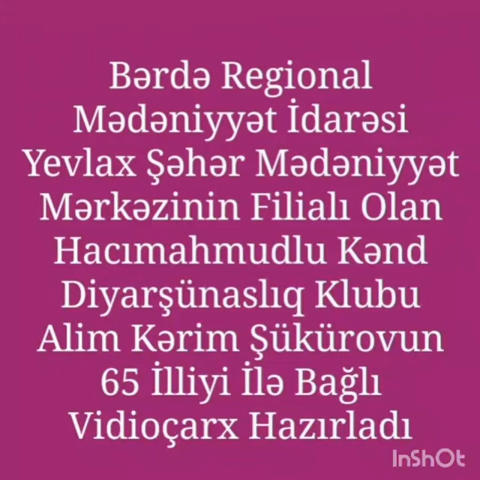 Bərdə Regional
Mədəniyyət İdarəsi
Yevlax Şəhər Mədəniyyət
Mərkəzinin Filialı Olan
Hacımahmudlu Kənd
Diyarşünaslıq Klubu
Alim Kərim Şükürovun
65 İlliyi İlə Bağlı
Vidioçarx Hazırladı
InShOt